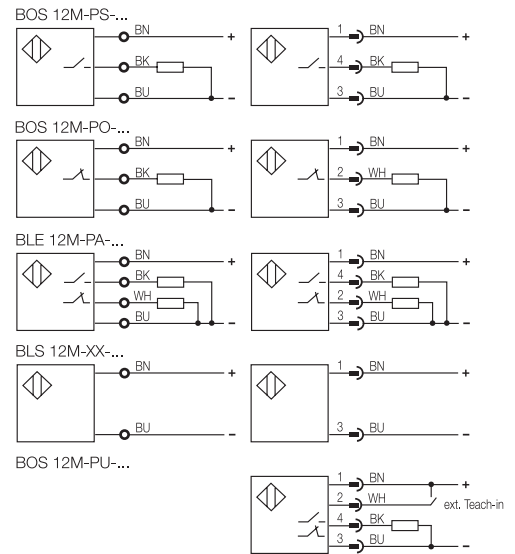 BOS 12M-PS-...
BN +
BK
BU -
1 BN +
4 BK
3 BU -
BOS 12M-PO-...
BN +
BK
BU -
1 BN +
2 WH
3 BU -
BLE 12M-PA-...
BN +
BK
WH
BU -
1 BN +
4 BK
2 WH
3 BU -
BLS 12M-XX-...
BN +
BU -
1 BN +
3 BU -
BOS 12M-PU-...
1 BN +
2 WH ext. Teach-in
4 BK
3 BU -